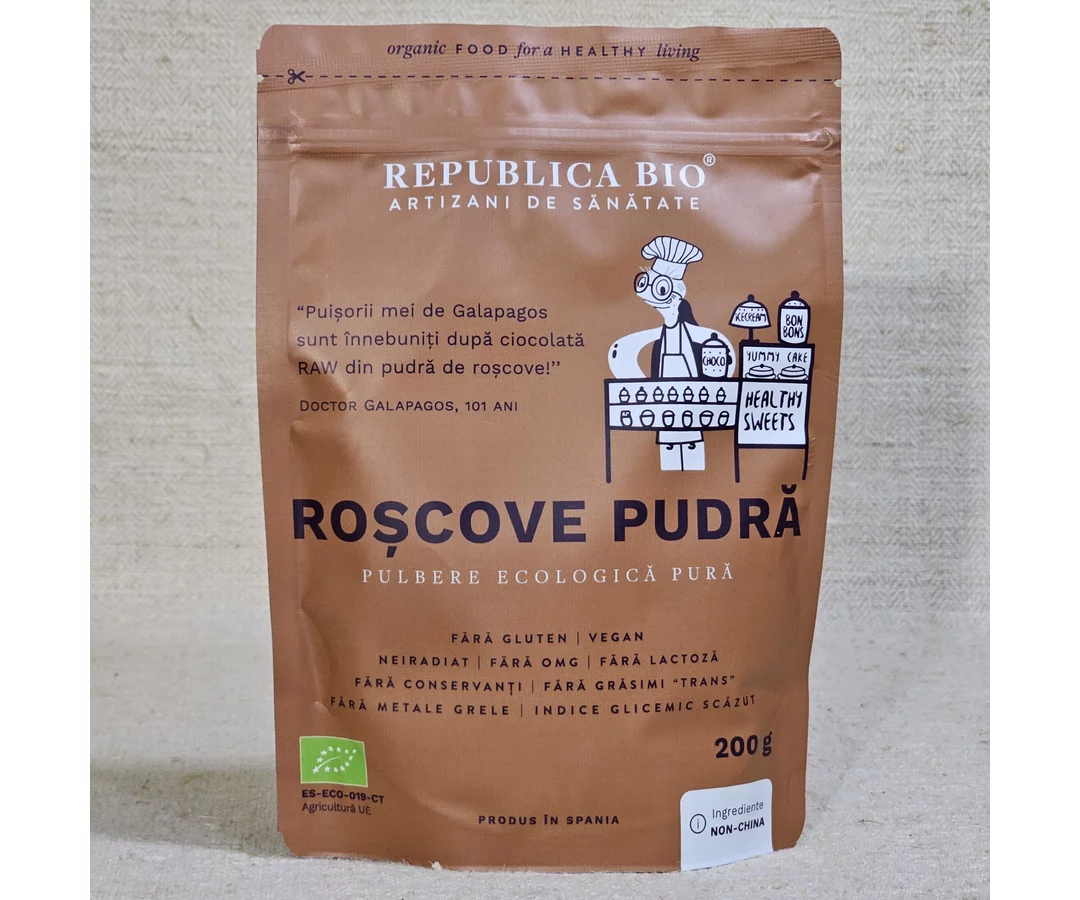 organic FOOD for a HEALTHY living
REPUBLICA BIO®
ARTIZANI DE SĂNĂTATE
“Puișorii mei de Galapagos
sunt înnebuniți după ciocolată
RAW din pudră de roșcove!’’
DOCTOR GALAPAGOS, 101 ANI
ICECREAM
BON
BONS
CHOCO
YUMMY CAKE
HEALTHY
SWEETS
ROȘCOVE PUDRĂ
PULBERE ECOLOGICĂ PURĂ
FĂRĂ GLUTEN | VEGAN
NEIRADIAT | FĂRĂ OMG | FĂRĂ LACTOZĂ
FĂRĂ CONSERVANȚI | FĂRĂ GRĂSIMI “TRANS”
FĂRĂ METALE GRELE | INDICE GLICEMIC SCĂZUT
200g
ES-ECO-019-CT
Agricultură UE
PRODUS ÎN SPANIA
i Ingrediente
NON-CHINA